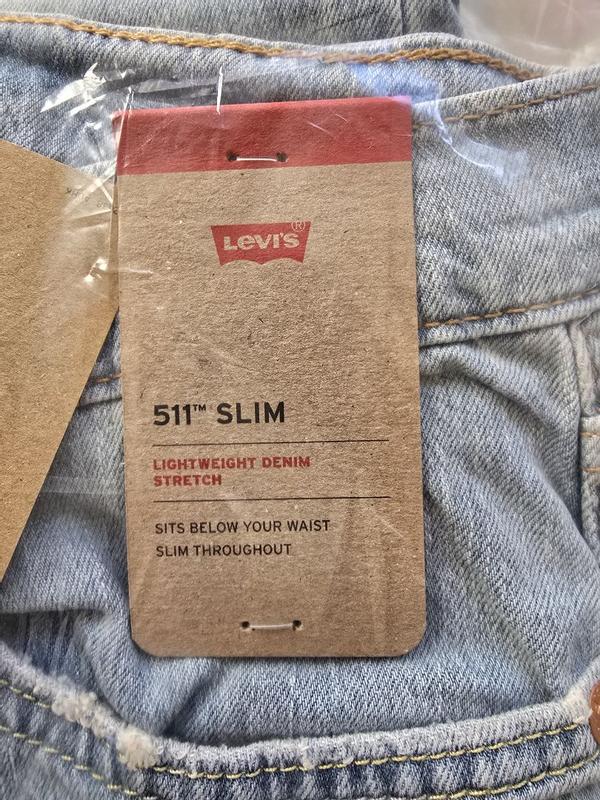 LEVI'S®
511™ SLIM
LIGHTWEIGHT DENIM
STRETCH
SITS BELOW YOUR WAIST
SLIM THROUGHOUT